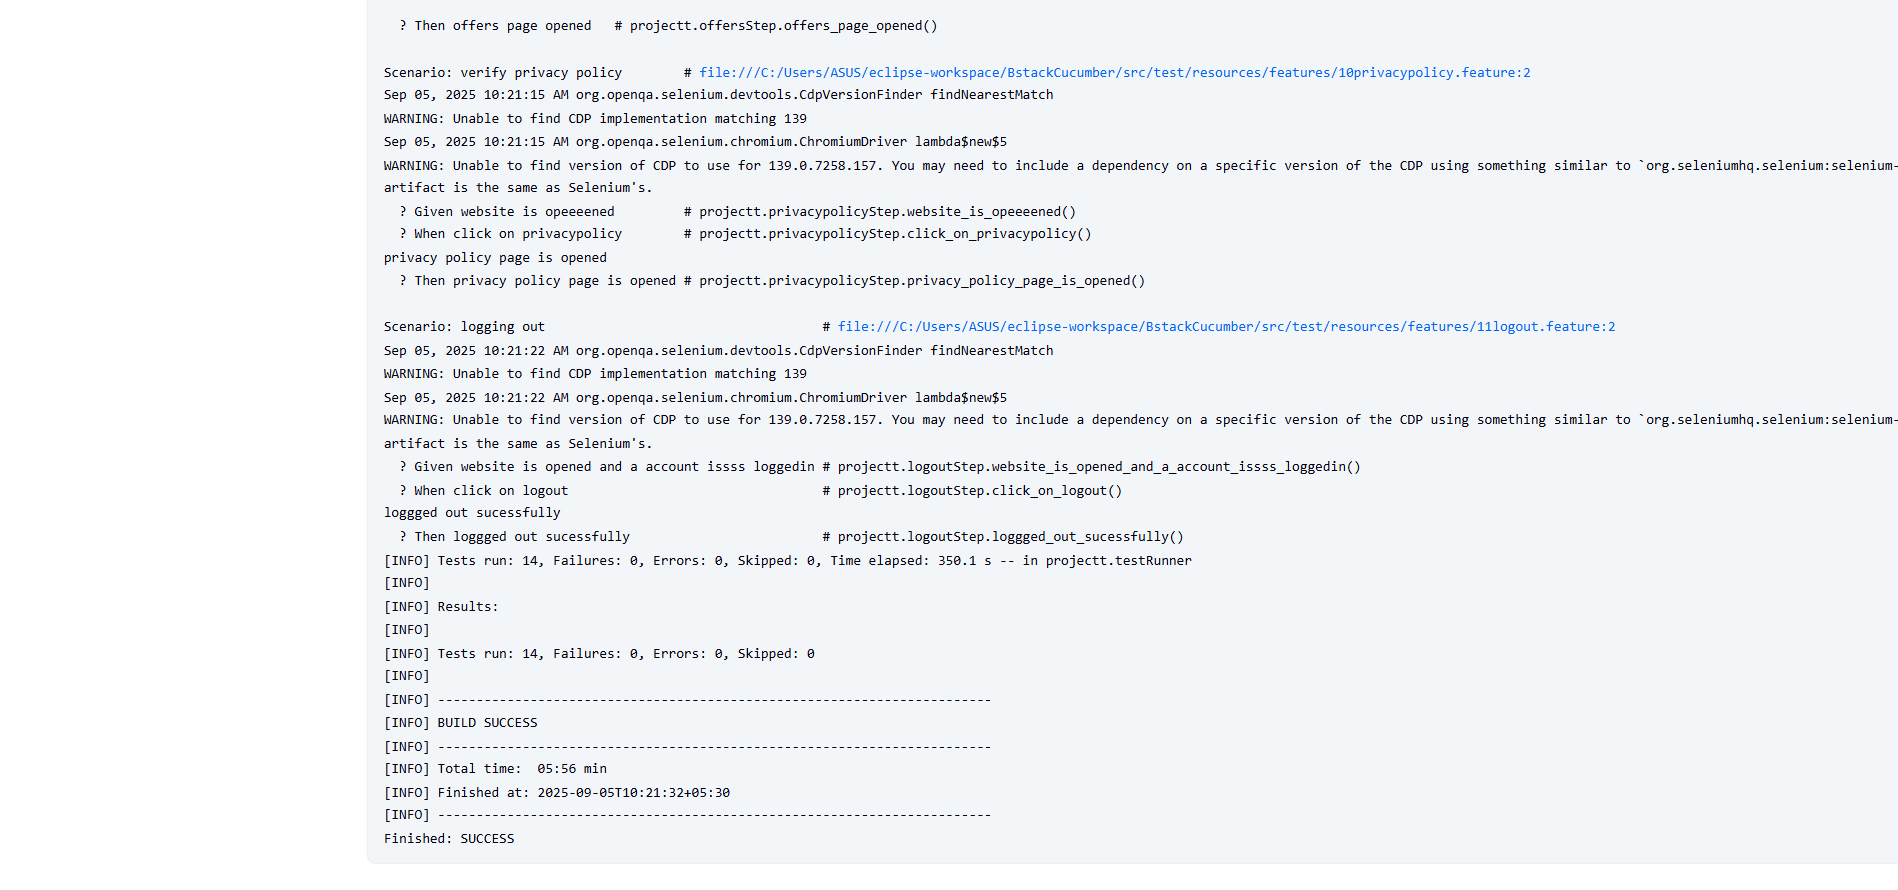 ? Then offers page opened # projectt.offersStep.offers_page_opened()
Scenario: verify privacy policy # file:///C:/Users/ASUS/eclipse-workspace/BstackCucumber/src/test/resources/features/10privacypolicy.feature:2
Sep 05, 2025 10:21:15 AM org.openqa.selenium.devtools.CdpVersionFinder findNearestMatch
WARNING: Unable to find CDP implementation matching 139
Sep 05, 2025 10:21:15 AM org.openqa.selenium.chromium.ChromiumDriver lambda$new$5
WARNING: Unable to find version of CDP to use for 139.0.7258.157. You may need to include a dependency on a specific version of the CDP using something similar to `org.seleniumhq.selenium:selenium-
artifact is the same as Selenium's.
? Given website is opeeeened # projectt.privacypolicyStep.website_is_opeeeened()
? When click on privacypolicy # projectt.privacypolicyStep.click_on_privacypolicy()
privacy policy page is opened
? Then privacy policy page is opened # projectt.privacypolicyStep.privacy_policy_page_is_opened()
Scenario: logging out # file:///C:/Users/ASUS/eclipse-workspace/BstackCucumber/src/test/resources/features/11logout.feature:2
Sep 05, 2025 10:21:22 AM org.openqa.selenium.devtools.CdpVersionFinder findNearestMatch
WARNING: Unable to find CDP implementation matching 139
Sep 05, 2025 10:21:22 AM org.openqa.selenium.chromium.ChromiumDriver lambda$new$5
WARNING: Unable to find version of CDP to use for 139.0.7258.157. You may need to include a dependency on a specific version of the CDP using something similar to `org.seleniumhq.selenium:selenium-
artifact is the same as Selenium's.
? Given website is opened and a account issss loggedin # projectt.logoutStep.website_is_opened_and_a_account_issss_loggedin()
? When click on logout # projectt.logoutStep.click_on_logout()
loggged out sucessfully
? Then loggged out sucessfully # projectt.logoutStep.loggged_out_sucessfully()
[INFO] Tests run: 14, Failures: 0, Errors: 0, Skipped: 0, Time elapsed: 350.1 s -- in projectt.testRunner
[INFO]
[INFO] Results:
[INFO]
[INFO] Tests run: 14, Failures: 0, Errors: 0, Skipped: 0
[INFO]
[INFO] ------------------------------------------------------------------------
[INFO] BUILD SUCCESS
[INFO] ------------------------------------------------------------------------
[INFO] Total time:  05:56 min
[INFO] Finished at: 2025-09-05T10:21:32+05:30
[INFO] ------------------------------------------------------------------------
Finished: SUCCESS